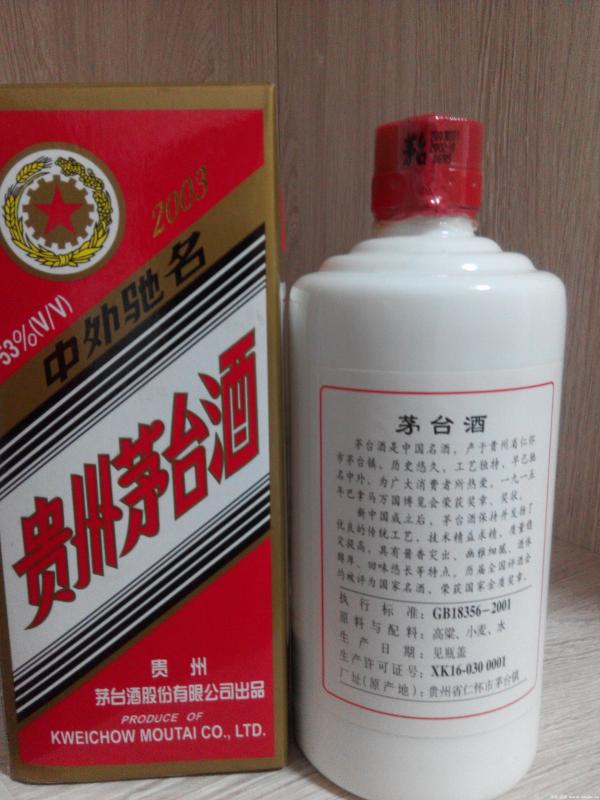 2003
53%(V/V)
中外驰名
贵州茅台酒
贵州
茅台酒股份有限公司出品
PRODUCE OF
KWEICHOW MOUTAI CO., LTD.
茅台
茅台酒
茅台酒是中国名酒，产于贵州省仁怀
市茅台镇，历史悠久，工艺独特，早已驰
名中外，为广大消费者所热爱，一九一五
年巴拿马万国博览会荣获奖章、奖状。
新中国成立后，茅台酒保持并发扬了
优良的传统工艺，技术精益求精，质量稳
定提高，具有酱香突出、幽雅细腻、酒体
醇厚、回味悠长等特点。历届全国评酒会
均被评为国家名酒，荣获国家金质奖章。
执行标准：GB18356-2001
原料与配料：高粱、小麦、水
生产日期：见瓶盖
生产许可证号：XK16-030 0001
厂址(原产地)：贵州省仁怀市茅台镇